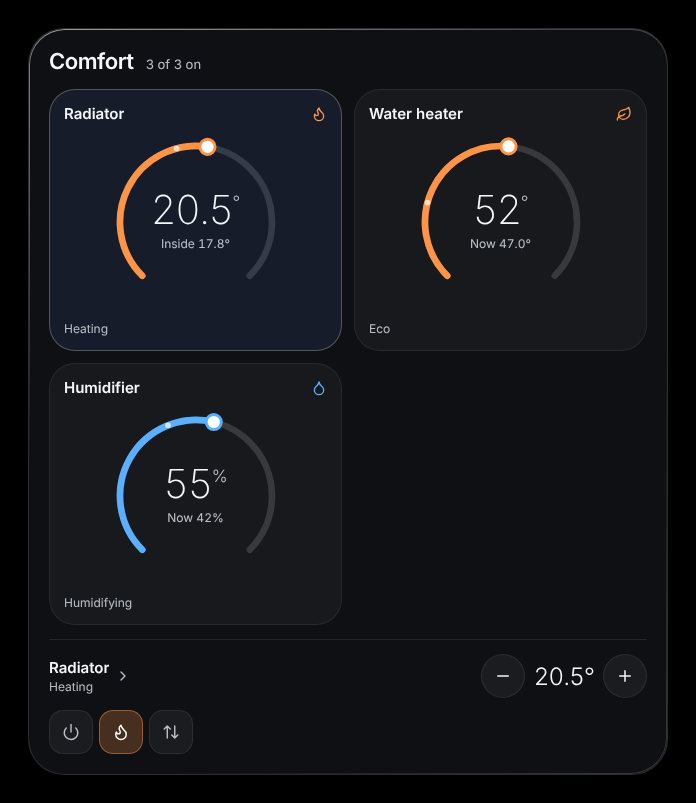 Comfort 3 of 3 on
Radiator
20.5°
Inside 17.8°
Heating
Water heater
52°
Now 47.0°
Eco
Humidifier
55%
Now 42%
Humidifying
Radiator
Heating
20.5°